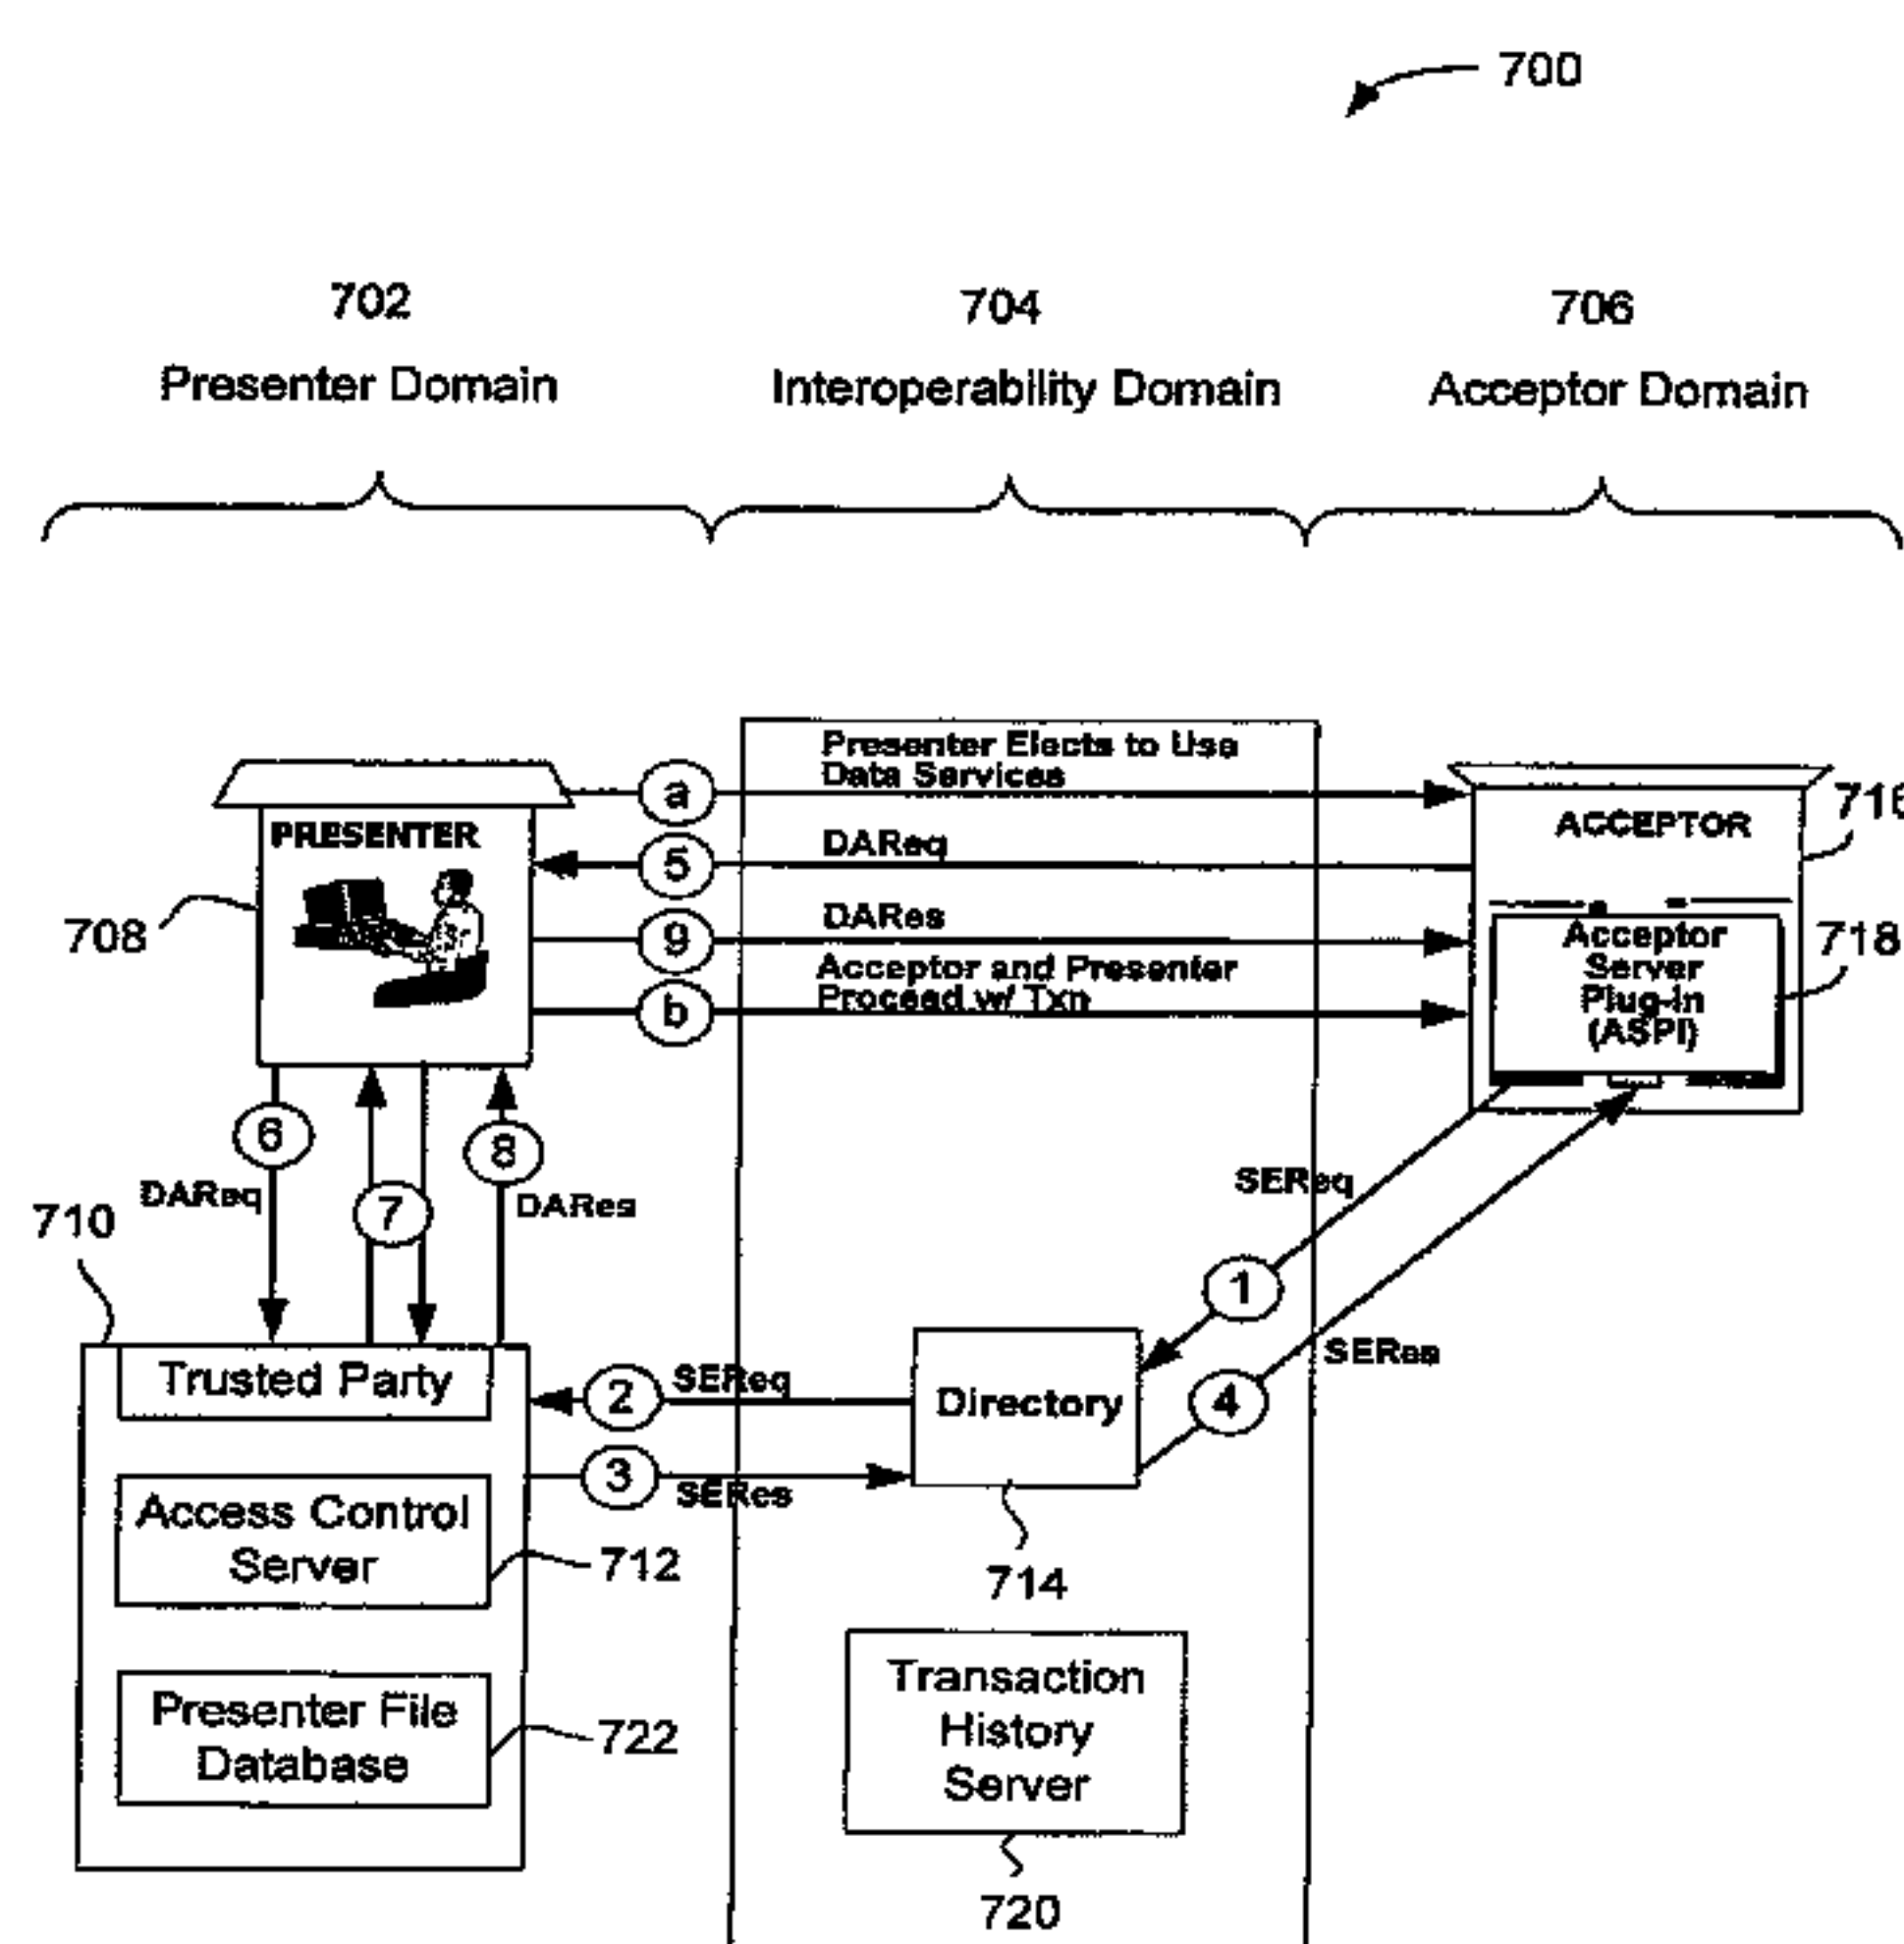 700
702
Presenter Domain
704
Interoperability Domain
706
Acceptor Domain
Presenter Elects to Use
Data Services
a
PRESENTER
708
DAReq
5
DARes
9
Acceptor and Presenter
Proceed w/ Txn
b
ACCEPTOR
716
Acceptor
Server
Plug-In
(ASPI)
718
6
DAReq
7
8
DARes
SEReq
1
4
SERes
710
Trusted Party
2
SEReq
3
SERes
Directory
714
Access Control
Server
712
Presenter File
Database
722
Transaction
History
Server
720